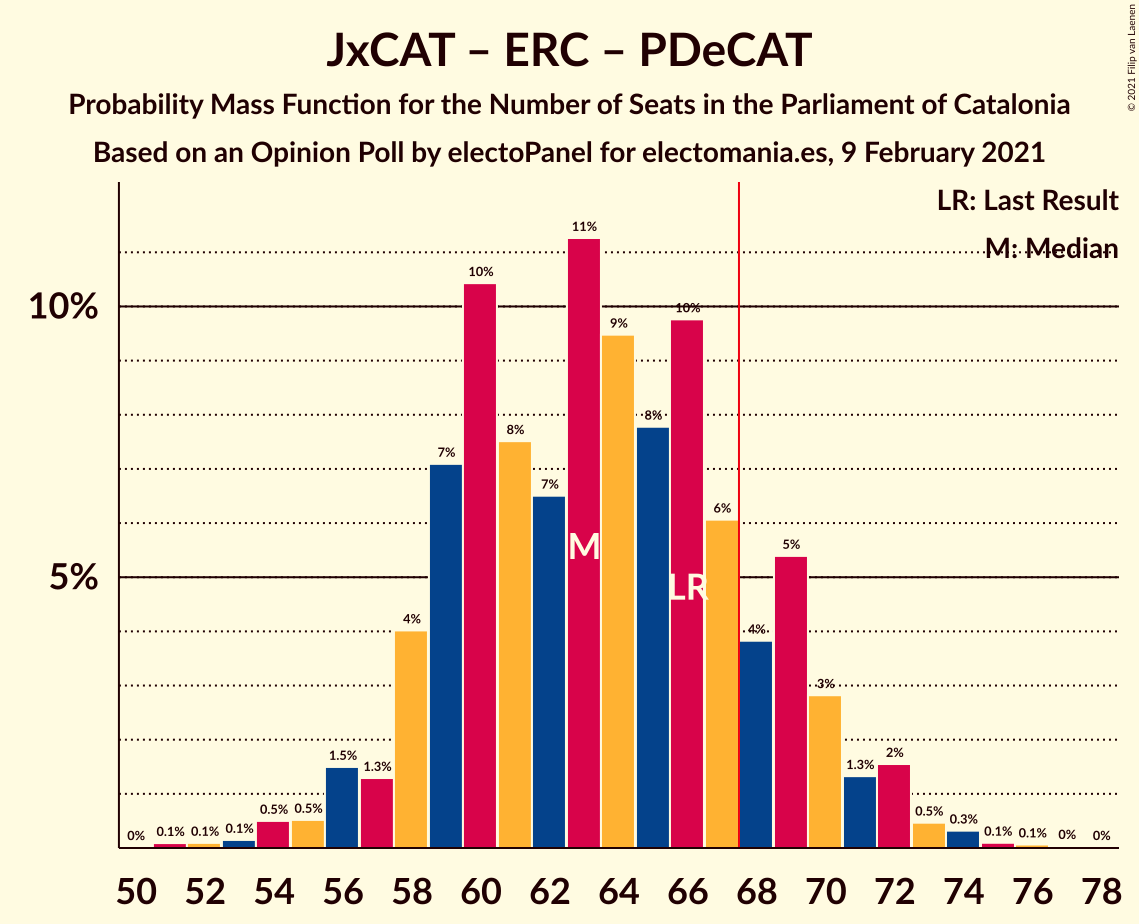 JxCAT – ERC – PDeCAT
Probability Mass Function for the Number of Seats in the Parliament of Catalonia
Based on an Opinion Poll by electoPanel for electomania.es, 9 February 2021
© 2021 Filip van Laenen
LR: Last Result
M: Median
10%
5%
0% 0.1% 0.1% 0.1% 0.5% 0.5% 1.5% 1.3% 4% 7% 10% 8% 7% 11% 9% 8% 10% 6% 4% 5% 3% 1.3% 2% 0.5% 0.3% 0.1% 0.1% 0% 0%
M
LR
50 52 54 56 58 60 62 64 66 68 70 72 74 76 78